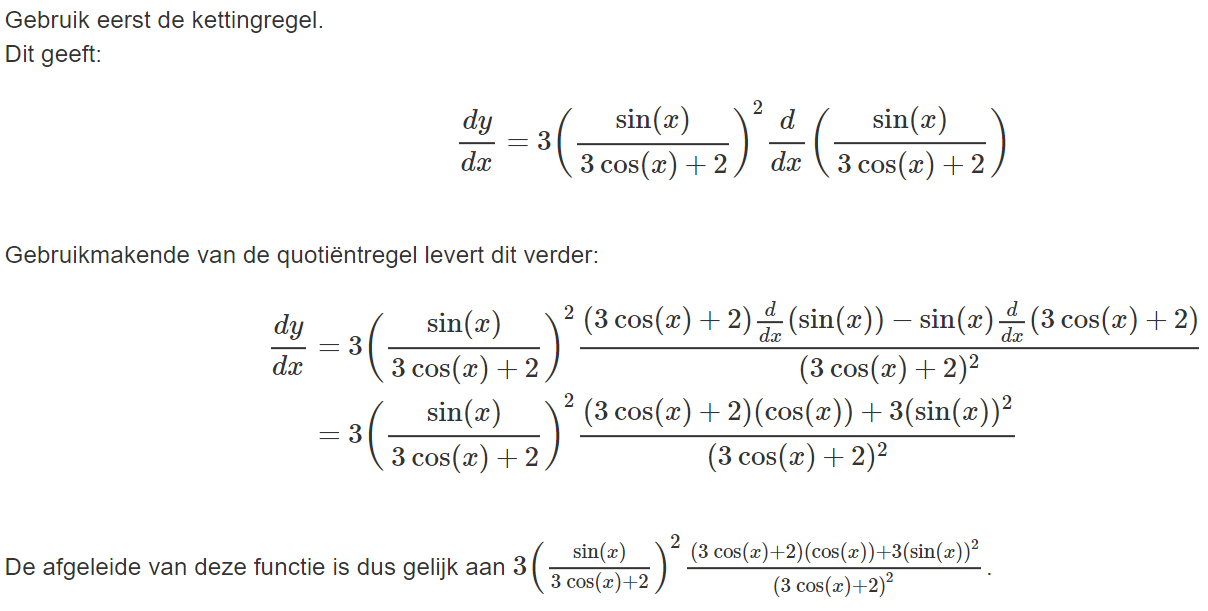 Gebruik eerst de kettingregel.
Dit geeft:
\frac{dy}{dx} = 3\left(\frac{\sin(x)}{3\cos(x)+2}\right)^2 \frac{d}{dx}\left(\frac{\sin(x)}{3\cos(x)+2}\right)
Gebruikmakende van de quotiëntregel levert dit verder:
\frac{dy}{dx} = 3\left(\frac{\sin(x)}{3\cos(x)+2}\right)^2 \frac{(3\cos(x)+2)\frac{d}{dx}(\sin(x))-\sin(x)\frac{d}{dx}(3\cos(x)+2)}{(3\cos(x)+2)^2}
= 3\left(\frac{\sin(x)}{3\cos(x)+2}\right)^2 \frac{(3\cos(x)+2)(\cos(x))+3(\sin(x))^2}{(3\cos(x)+2)^2}
De afgeleide van deze functie is dus gelijk aan 3\left(\frac{\sin(x)}{3\cos(x)+2}\right)^2 \frac{(3\cos(x)+2)(\cos(x))+3(\sin(x))^2}{(3\cos(x)+2)^2}.